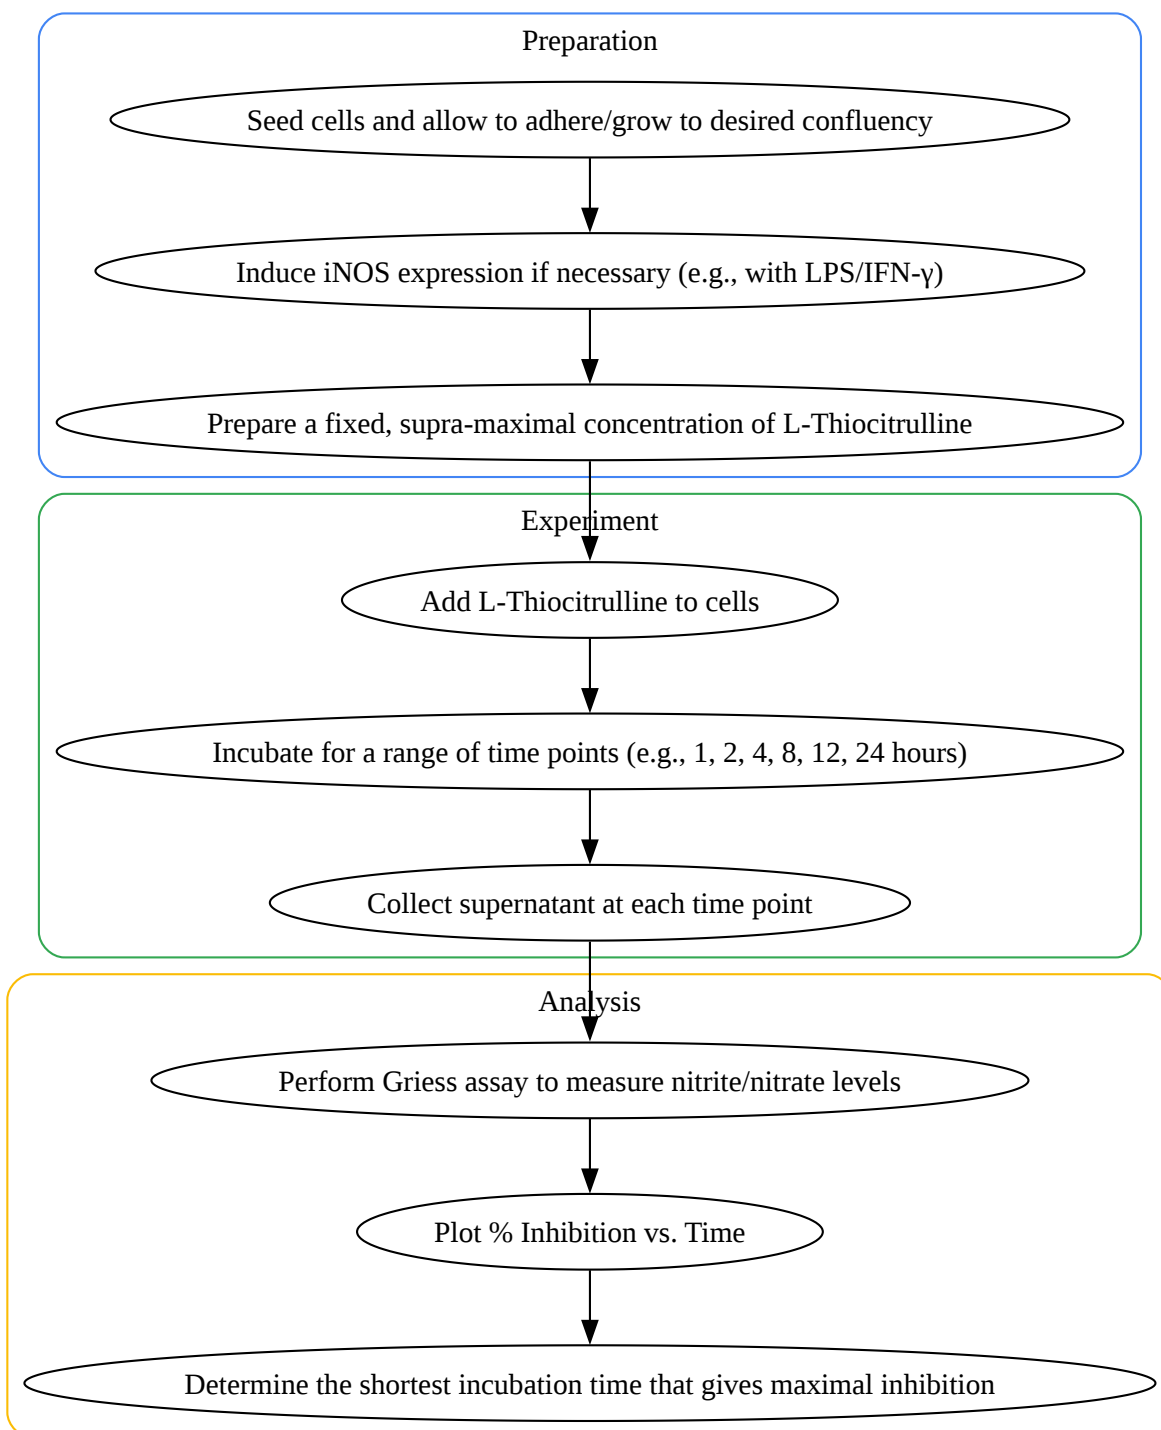 Preparation
Seed cells and allow to adhere/grow to desired confluency
Induce iNOS expression if necessary (e.g., with LPS/IFN-γ)
Prepare a fixed, supra-maximal concentration of L-Thiocitrulline
Experiment
Add L-Thiocitrulline to cells
Incubate for a range of time points (e.g., 1, 2, 4, 8, 12, 24 hours)
Collect supernatant at each time point
Analysis
Perform Griess assay to measure nitrite/nitrate levels
Plot % Inhibition vs. Time
Determine the shortest incubation time that gives maximal inhibition